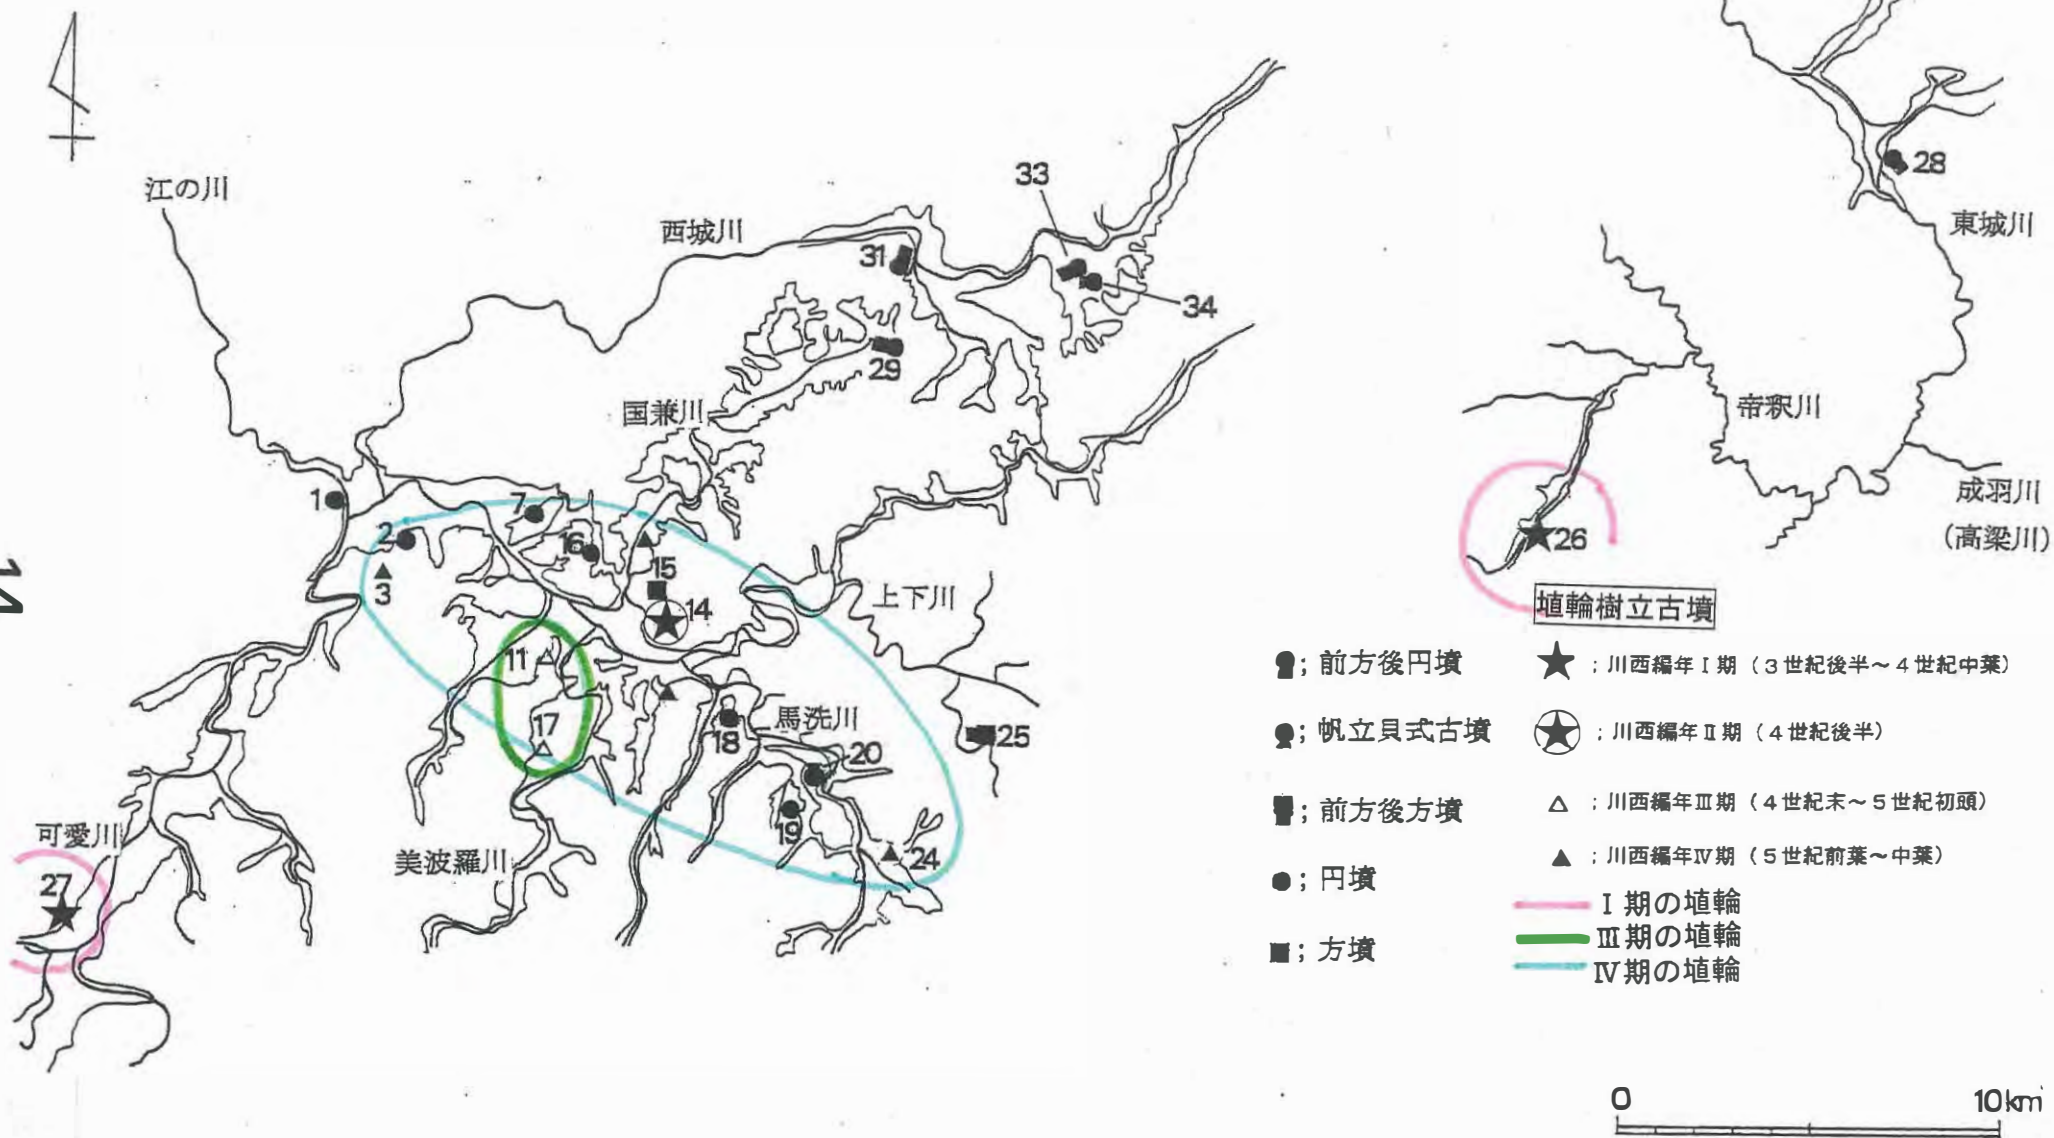 江の川
西城川
33
28
東城川
31
34
29
国兼川
帝釈川
成羽川
(高梁川)
1
7
2
16
26
15
3
14
上下川
埴輪樹立古墳
11
17
馬洗川
18
25
20
19
24
可愛川
美波羅川
27
14
;前方後円墳
;帆立貝式古墳
;前方後方墳
;円墳
;方墳
;川西編年Ⅰ期(3世紀後半~4世紀中葉)
;川西編年Ⅱ期(4世紀後半)
;川西編年Ⅲ期(4世紀末~5世紀初頭)
;川西編年Ⅳ期(5世紀前葉~中葉)
Ⅰ期の埴輪
Ⅲ期の埴輪
Ⅳ期の埴輪
0 10km